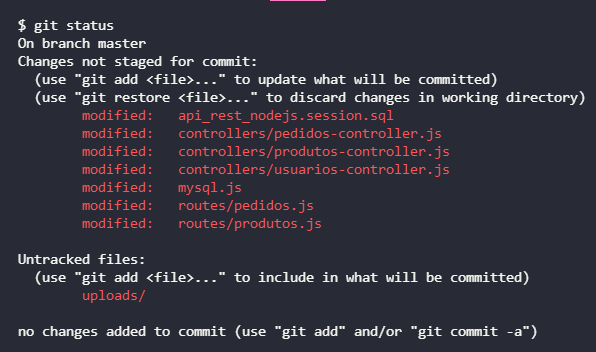 $ git status
On branch master
Changes not staged for commit:
  (use "git add <file>..." to update what will be committed)
  (use "git restore <file>..." to discard changes in working directory)
        modified:   api_rest_nodejs.session.sql
        modified:   controllers/pedidos-controller.js
        modified:   controllers/produtos-controller.js
        modified:   controllers/usuarios-controller.js
        modified:   mysql.js
        modified:   routes/pedidos.js
        modified:   routes/produtos.js

Untracked files:
  (use "git add <file>..." to include in what will be committed)
        uploads/

no changes added to commit (use "git add" and/or "git commit -a")